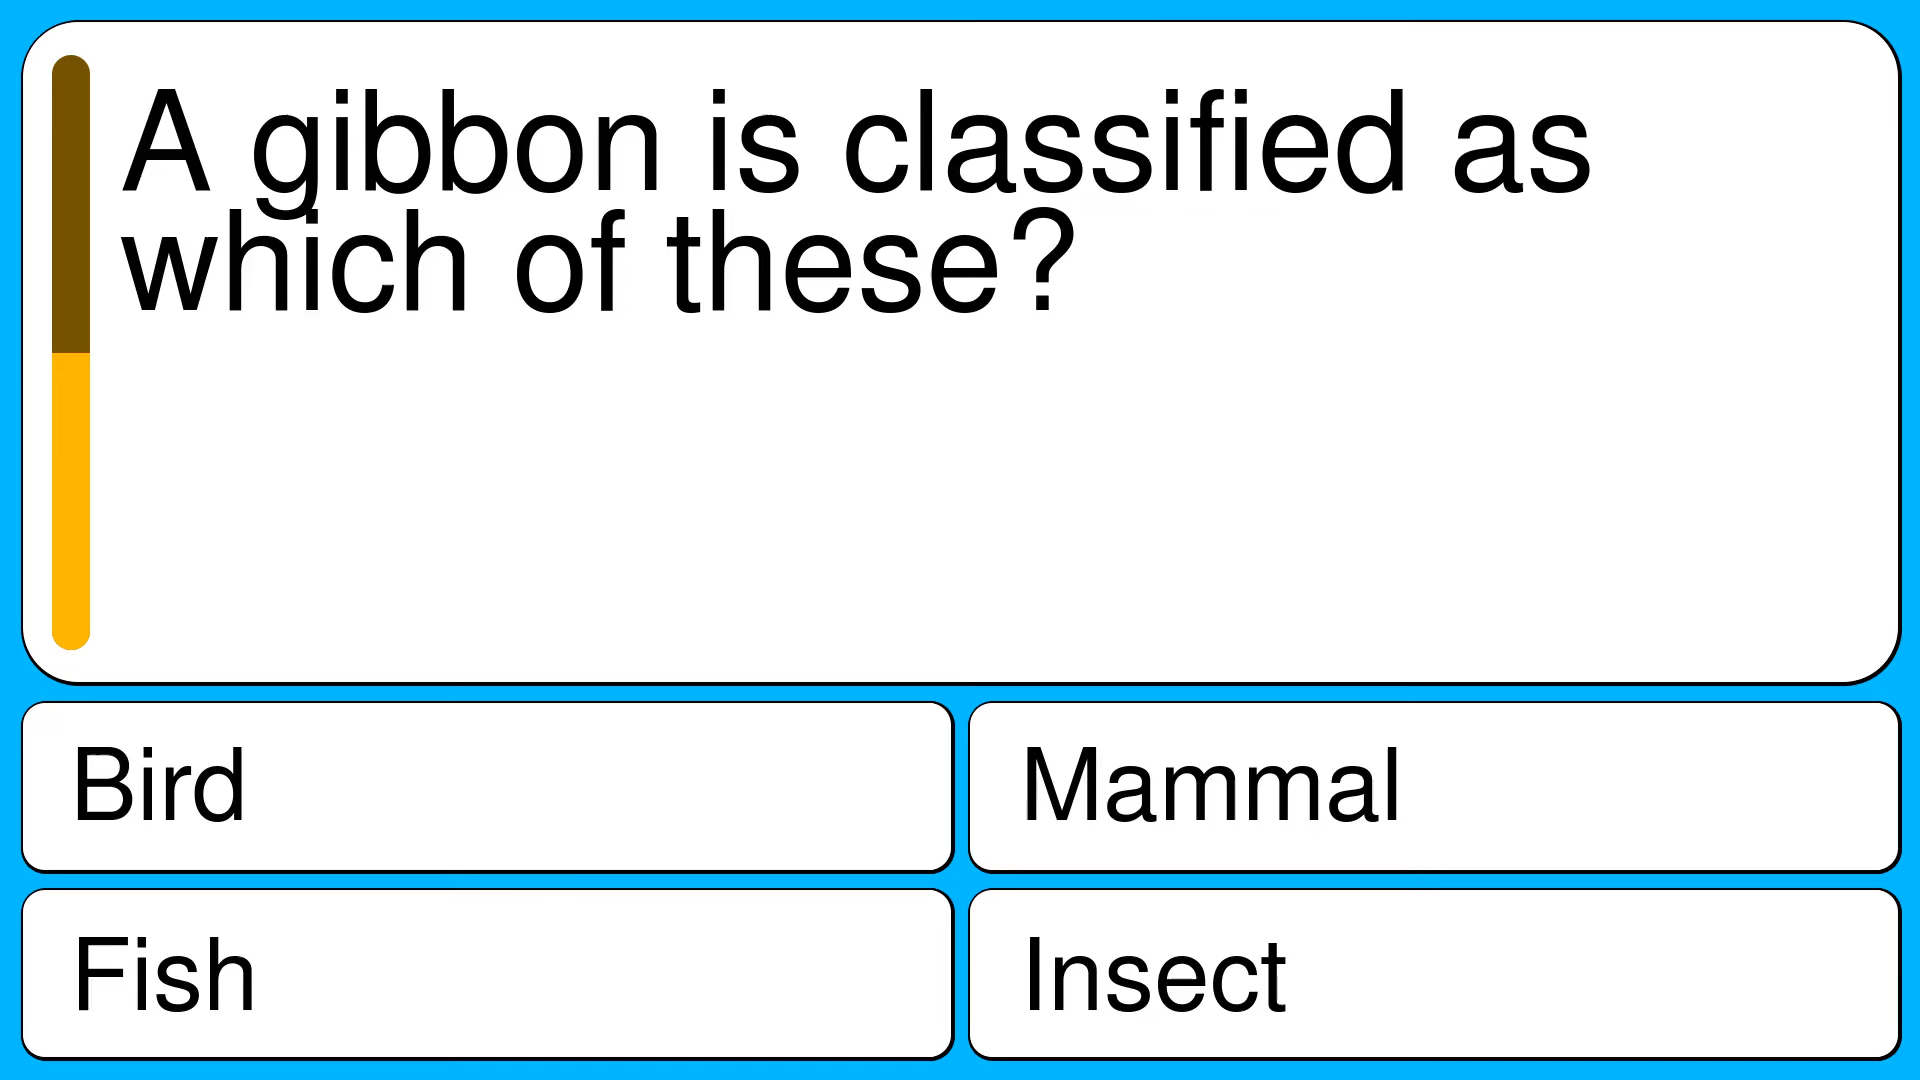 A gibbon is classified as
which of these?
Bird
Mammal
Fish
Insect